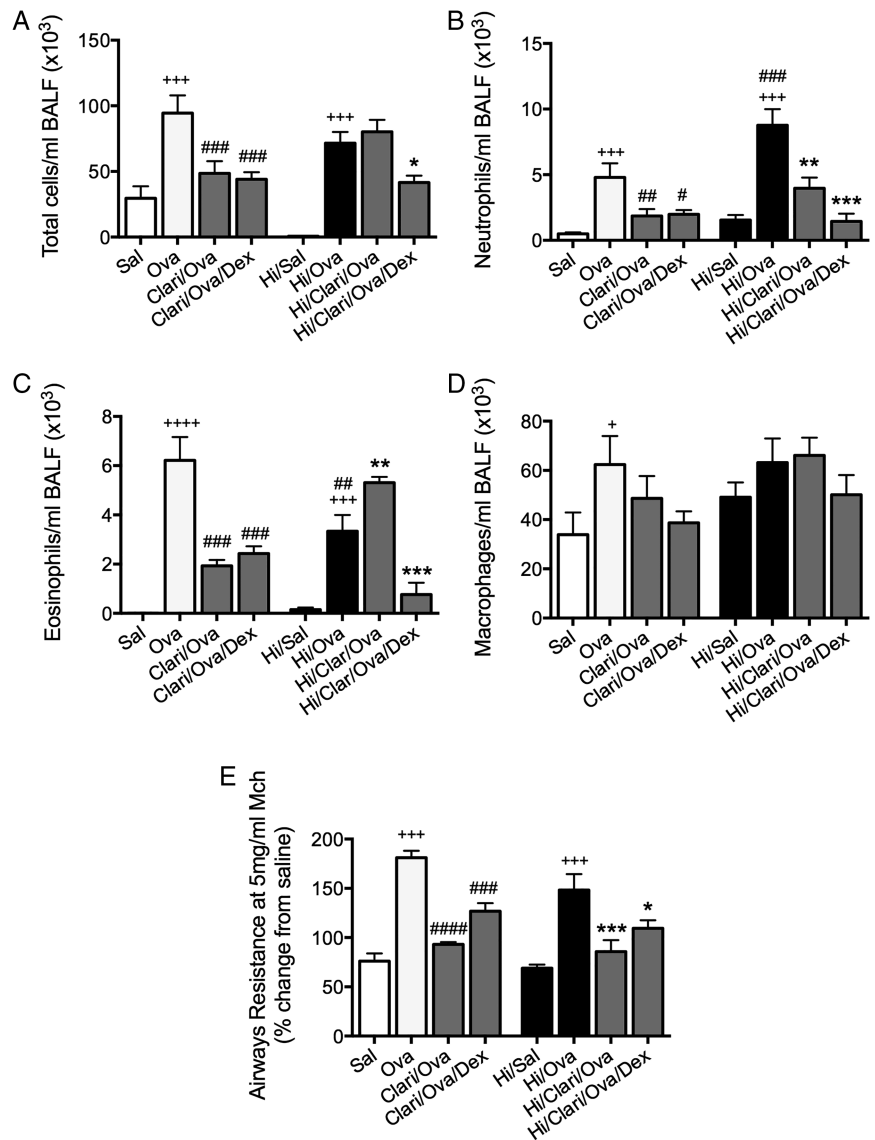 A
Total cells/ml BALF (x10³)
150
100
50
0
+++
###
###
+++
*
Sal
Ova
Clari/Ova
Clari/Ova/Dex
Hi/Sal
Hi/Ova
Hi/Clari/Ova
Hi/Clari/Ova/Dex
B
Neutrophils/ml BALF (x10³)
15
10
5
0
+++
##
#
###
+++
**
***
Sal
Ova
Clari/Ova
Clari/Ova/Dex
Hi/Sal
Hi/Ova
Hi/Clari/Ova
Hi/Clari/Ova/Dex
C
Eosinophils/ml BALF (x10³)
8
6
4
2
0
++++
###
###
##
+++
**
***
Sal
Ova
Clari/Ova
Clari/Ova/Dex
Hi/Sal
Hi/Ova
Hi/Clar/Ova
Hi/Clar/Ova/Dex
D
Macrophages/ml BALF (x10³)
80
60
40
20
0
+
Sal
Ova
Clari/Ova
Clari/Ova/Dex
Hi/Sal
Hi/Ova
Hi/Clari/Ova
Hi/Clari/Ova/Dex
E
Airways Resistance at 5mg/ml Mch
(% change from saline)
200
150
100
50
0
+++
####
###
+++
***
*
Sal
Ova
Clari/Ova
Clari/Ova/Dex
Hi/Sal
Hi/Ova
Hi/Clari/Ova
Hi/Clari/Ova/Dex